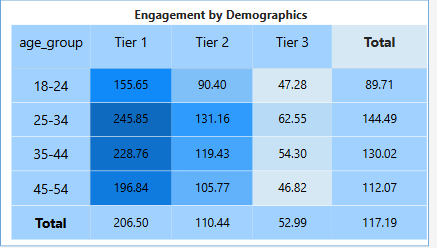 Engagement by Demographics
age_group Tier 1 Tier 2 Tier 3 Total
18-24 155.65 90.40 47.28 89.71
25-34 245.85 131.16 62.55 144.49
35-44 228.76 119.43 54.30 130.02
45-54 196.84 105.77 46.82 112.07
Total 206.50 110.44 52.99 117.19